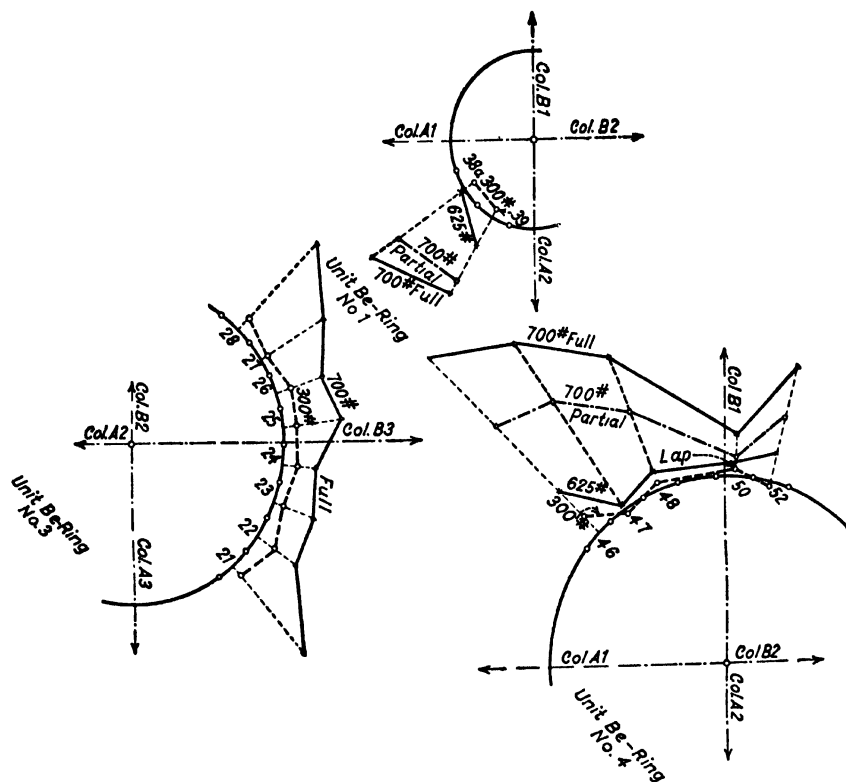 Col.B1
Col.A1
Col.B2
38a
300#
39
625#
700#
Partial
700#Full
Col.A2
Unit Be-Ring
No1
28
27
26
25
24
23
22
21
300#
700#
Full
Col.B2
Col.A2
Col.B3
Col.A3
Unit Be-Ring
No.3
700#Full
700#
Partial
Col B1
Lap
625#
300#
46
47
48
50
52
Col A1
Col B2
Col.A2
Unit Be-Ring
No.4